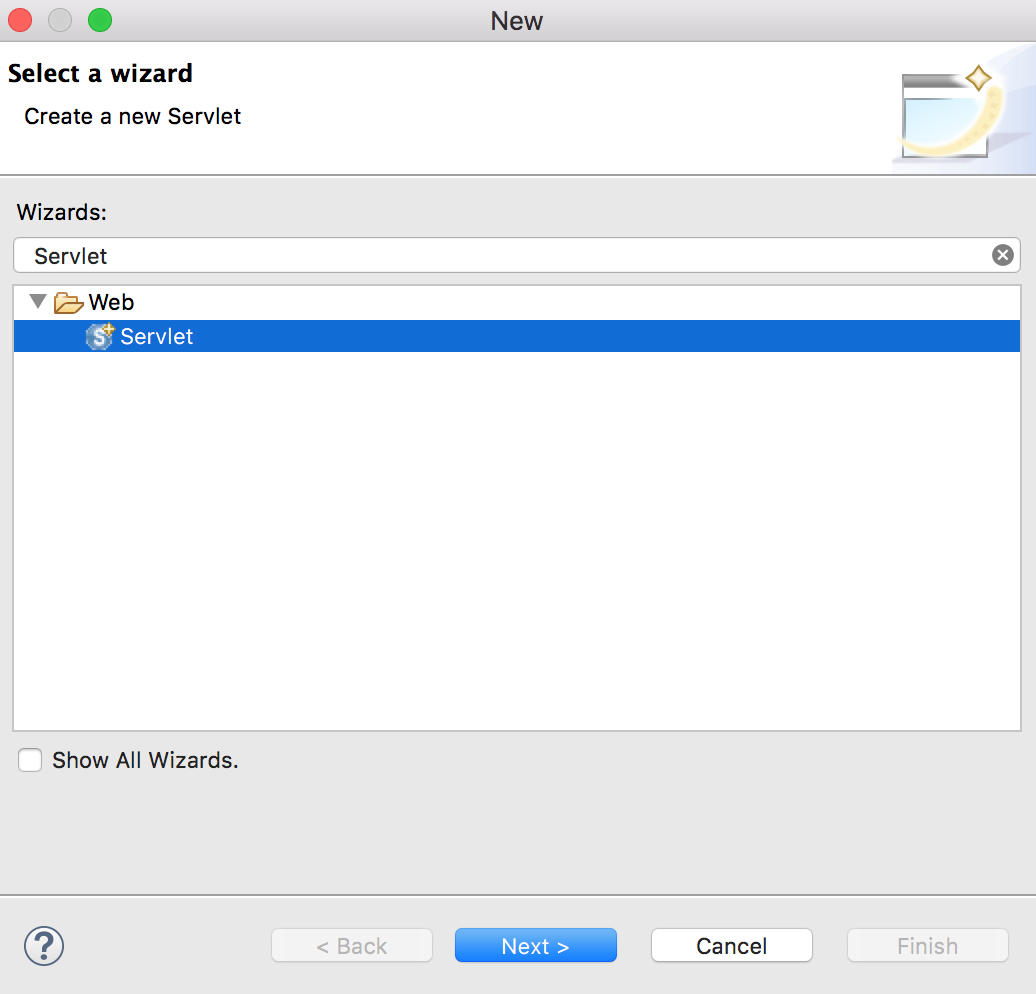 New
Select a wizard
Create a new Servlet
Wizards:
Servlet
Web
Servlet
Show All Wizards.
< Back Next > Cancel Finish